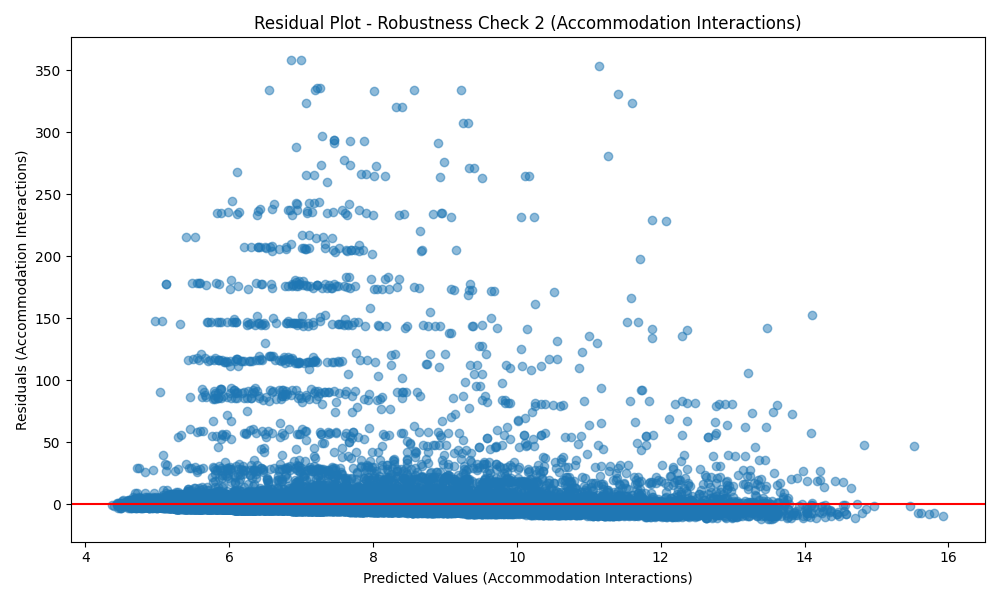 Residual Plot - Robustness Check 2 (Accommodation Interactions)
Residuals (Accommodation Interactions)
350
300
250
200
150
100
50
0
4 6 8 10 12 14 16
Predicted Values (Accommodation Interactions)